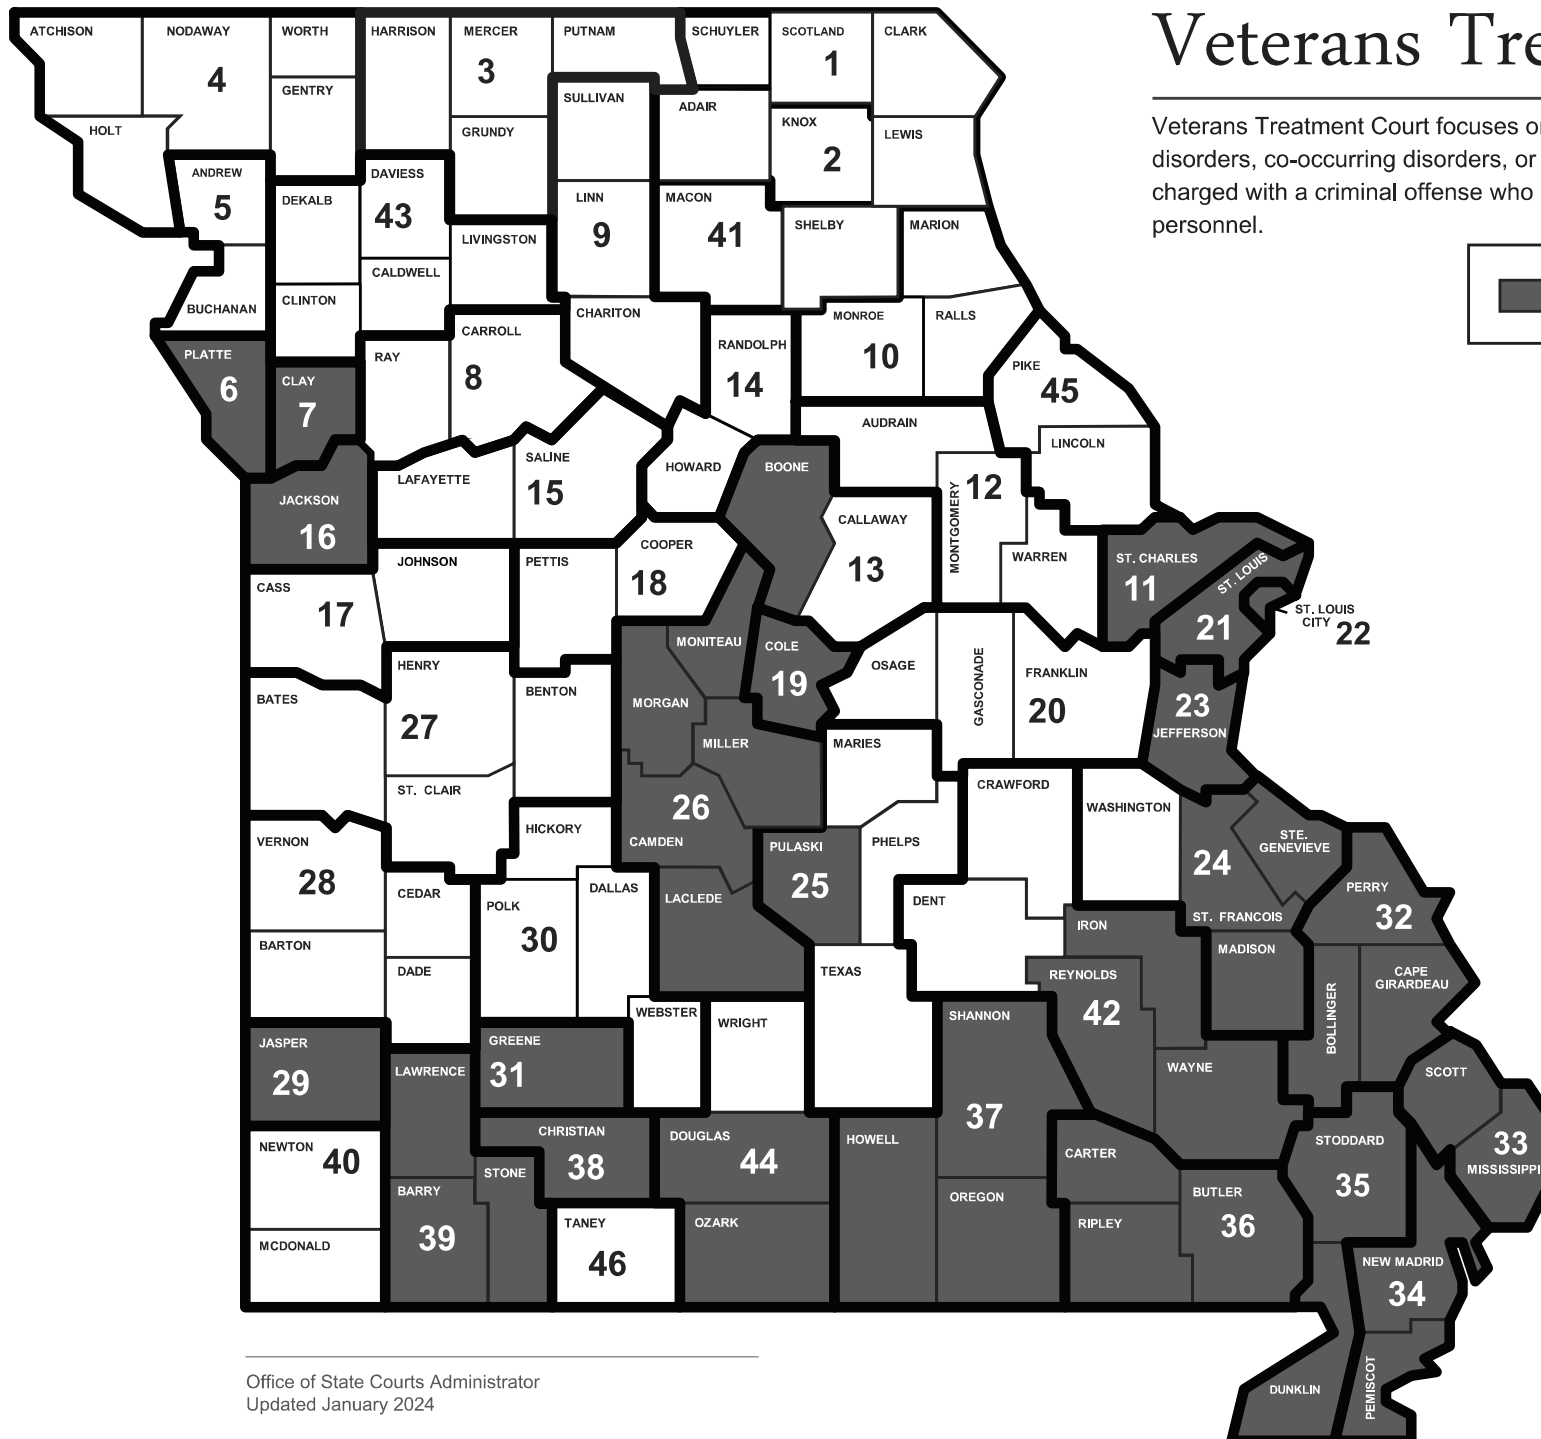 Veterans Tre
Veterans Treatment Court focuses o
disorders, co-occurring disorders, or
charged with a criminal offense who
personnel.
ATCHISON
NODAWAY
4
WORTH
HARRISON
MERCER
3
PUTNAM
SCHUYLER
SCOTLAND
1
CLARK
GENTRY
SULLIVAN
ADAIR
HOLT
GRUNDY
KNOX
2
LEWIS
ANDREW
5
DEKALB
DAVIESS
43
LINN
9
MACON
41
SHELBY
MARION
LIVINGSTON
CALDWELL
BUCHANAN
CLINTON
CHARITON
MONROE
10
RALLS
PLATTE
6
CLAY
7
RAY
CARROLL
8
RANDOLPH
14
PIKE
45
AUDRAIN
LINCOLN
JACKSON
16
LAFAYETTE
SALINE
15
HOWARD
BOONE
MONTGOMERY
12
CALLAWAY
13
WARREN
ST. CHARLES
11
ST. LOUIS
21
ST. LOUIS
CITY 22
CASS
17
JOHNSON
PETTIS
COOPER
18
MONITEAU
COLE
19
OSAGE
GASCONADE
FRANKLIN
20
23
JEFFERSON
BATES
HENRY
27
BENTON
MORGAN
MILLER
MARIES
ST. CLAIR
26
CAMDEN
CRAWFORD
WASHINGTON
VERNON
28
HICKORY
PULASKI
25
PHELPS
24
ST. FRANCOIS
STE.
GENEVIEVE
CEDAR
POLK
30
DALLAS
LACLEDE
DENT
IRON
PERRY
32
BARTON
DADE
TEXAS
REYNOLDS
42
MADISON
BOLLINGER
CAPE
GIRARDEAU
JASPER
29
LAWRENCE
GREENE
31
WEBSTER
WRIGHT
SHANNON
37
WAYNE
SCOTT
NEWTON
40
CHRISTIAN
38
DOUGLAS
44
HOWELL
CARTER
STODDARD
35
33
MISSISSIPPI
STONE
BARRY
39
OREGON
BUTLER
36
MCDONALD
TANEY
46
OZARK
RIPLEY
NEW MADRID
34
DUNKLIN
PEMISCOT
Office of State Courts Administrator
Updated January 2024